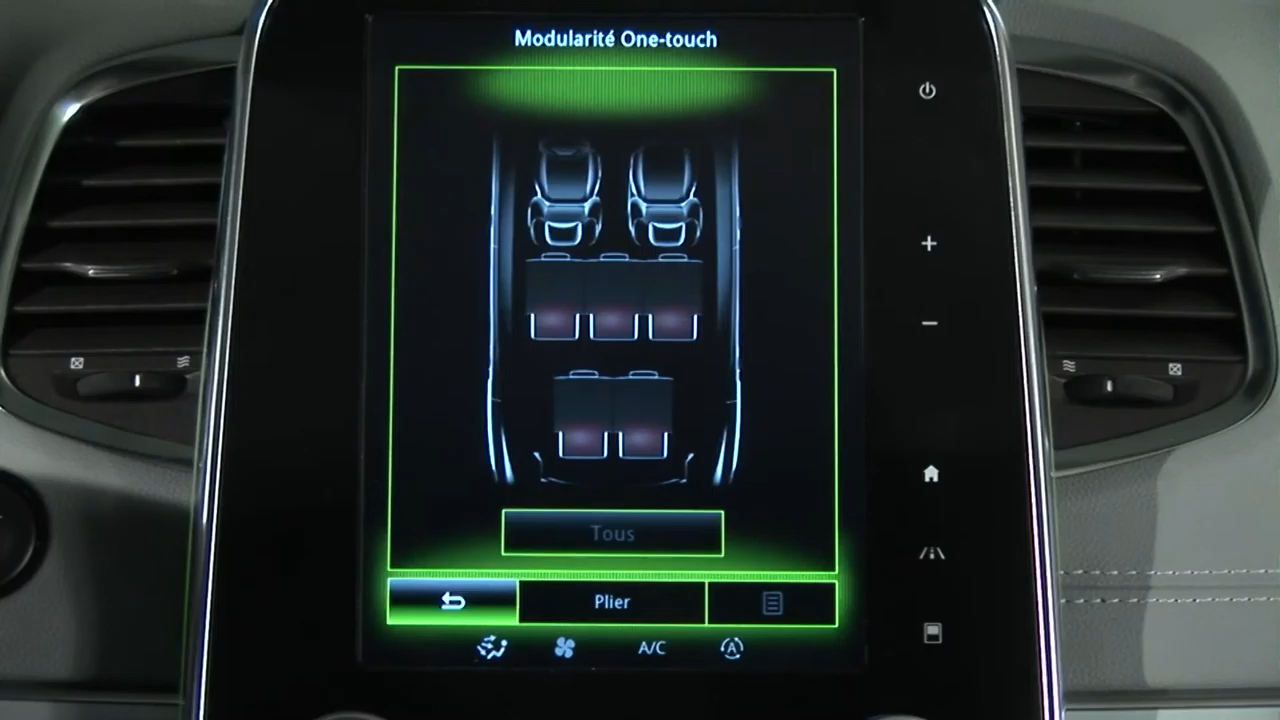 Modularité One-touch
+
−
Tous
Plier
A/C
A